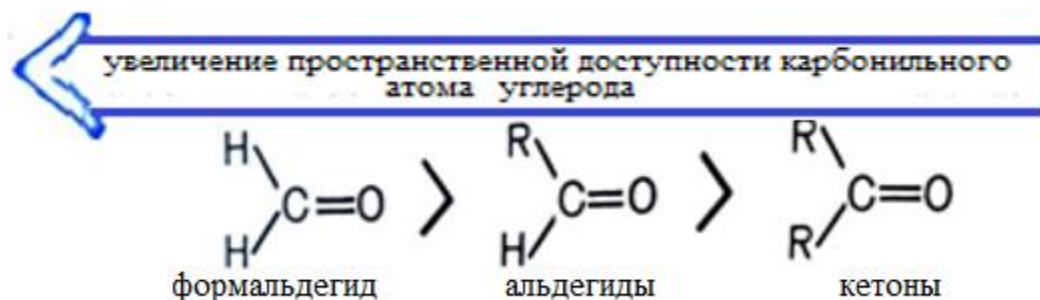 увеличение пространственной доступности карбонильного
атома углерода
H
H
C=O
>
R
H
C=O
>
R
R
C=O
формальдегид
альдегиды
кетоны